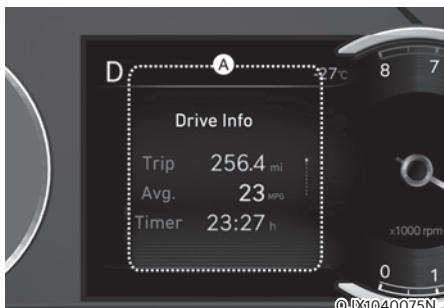 A
D
-27°C
8 7
Drive Info
Trip 256.4 mi
Avg. 23 MPG
Timer 23:27 h
x1000 rpm
0 1
OJX1040075N